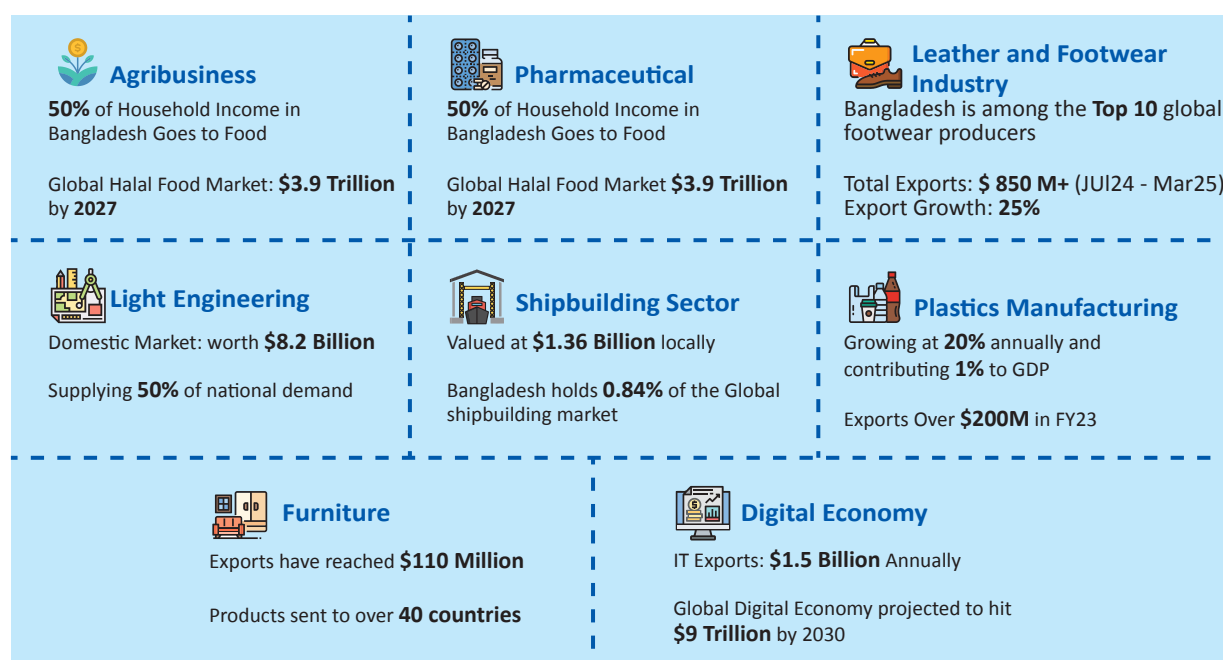 Agribusiness
50% of Household Income in
Bangladesh Goes to Food
Global Halal Food Market: $3.9 Trillion
by 2027
Pharmaceutical
50% of Household Income in
Bangladesh Goes to Food
Global Halal Food Market $3.9 Trillion
by 2027
Leather and Footwear
Industry
Bangladesh is among the Top 10 global
footwear producers
Total Exports: $ 850 M+ (JUl24 - Mar25)
Export Growth: 25%
Light Engineering
Domestic Market: worth $8.2 Billion
Supplying 50% of national demand
Shipbuilding Sector
Valued at $1.36 Billion locally
Bangladesh holds 0.84% of the Global
shipbuilding market
Plastics Manufacturing
Growing at 20% annually and
contributing 1% to GDP
Exports Over $200M in FY23
Furniture
Exports have reached $110 Million
Products sent to over 40 countries
Digital Economy
IT Exports: $1.5 Billion Annually
Global Digital Economy projected to hit
$9 Trillion by 2030